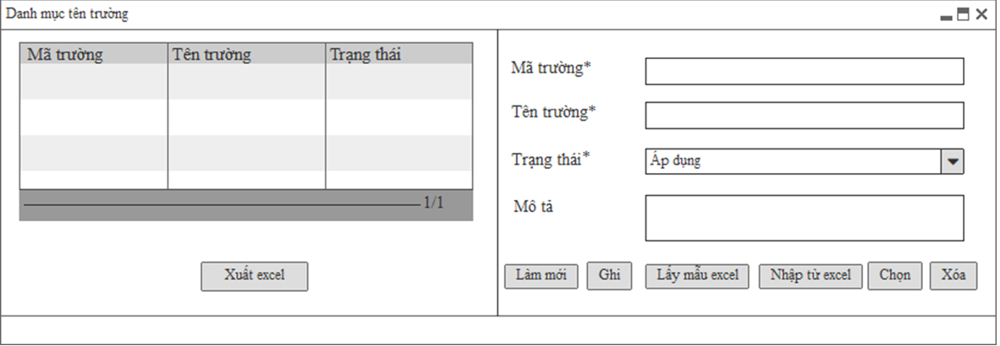 Danh mục tên trường
Mã trường Tên trường Trạng thái
1/1
Xuất excel
Mã trường*
Tên trường*
Trạng thái* Áp dụng
Mô tả
Làm mới Ghi Lấy mẫu excel Nhập từ excel Chọn Xóa